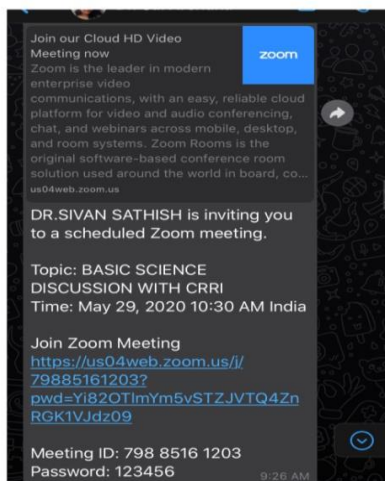 Join our Cloud HD Video
Meeting now
zoom
Zoom is the leader in modern
enterprise video
communications, with an easy, reliable cloud
platform for video and audio conferencing,
chat, and webinars across mobile, desktop,
and room systems. Zoom Rooms is the
original software-based conference room
solution used around the world in board, co...
us04web.zoom.us
DR.SIVAN SATHISH is inviting you
to a scheduled Zoom meeting.
Topic: BASIC SCIENCE
DISCUSSION WITH CRRI
Time: May 29, 2020 10:30 AM India
Join Zoom Meeting
https://us04web.zoom.us/j/
79885161203?
pwd=Yi82OTlmYm5vSTZJVTQ4Zn
RGK1VJdz09
Meeting ID: 798 8516 1203
Password: 123456
9:26 AM